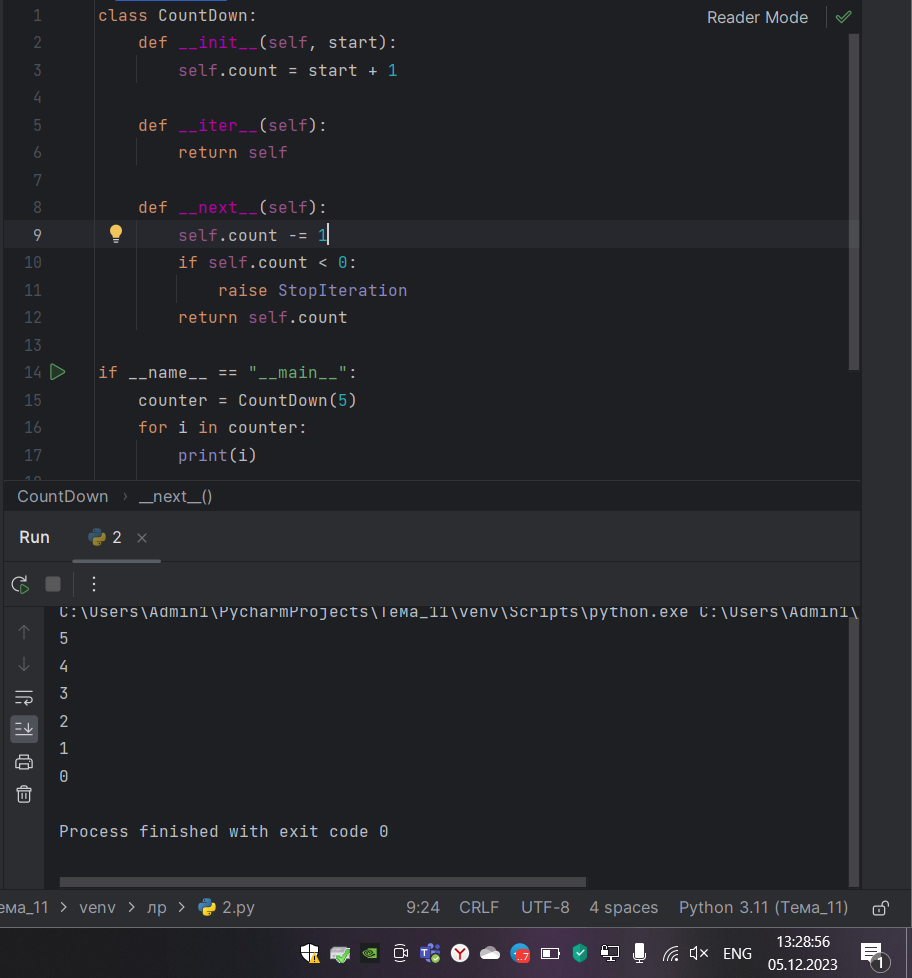 1 class CountDown:
Reader Mode
2     def __init__(self, start):
3         self.count = start + 1
4
5     def __iter__(self):
6         return self
7
8     def __next__(self):
9         self.count -= 1
10         if self.count < 0:
11             raise StopIteration
12         return self.count
13
14 if __name__ == "__main__":
15     counter = CountDown(5)
16     for i in counter:
17         print(i)
18
CountDown › __next__()
Run 2 ×
C:\Users\Admin1\PycharmProjects\Тема_11\venv\Scripts\python.exe C:\Users\Admin1\
5
4
3
2
1
0
Process finished with exit code 0
ема_11 > venv > лр > 2.py 9:24 CRLF UTF-8 4 spaces Python 3.11 (Тема_11)
ENG 13:28:56
05.12.2023 1